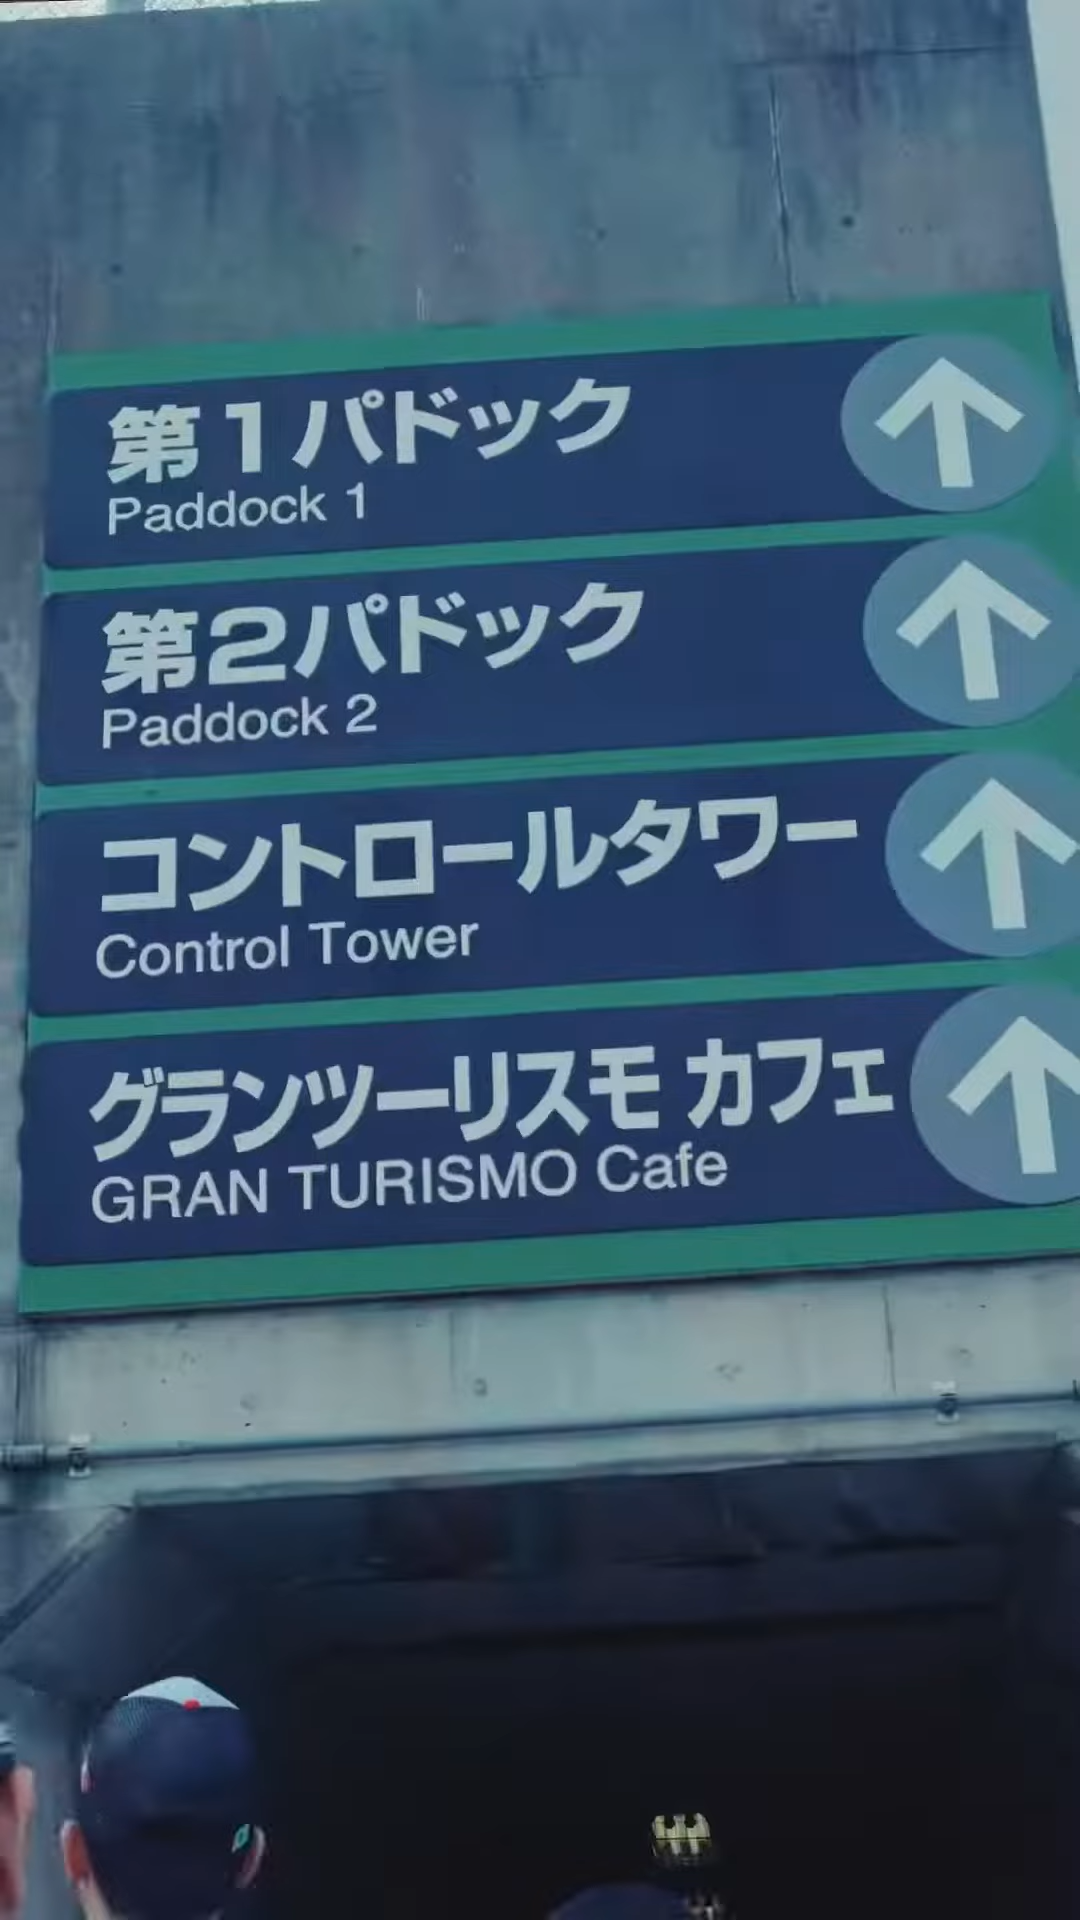 第1パドック
Paddock 1
第2パドック
Paddock 2
コントロールタワー
Control Tower
グランツーリスモ カフェ
GRAN TURISMO Cafe